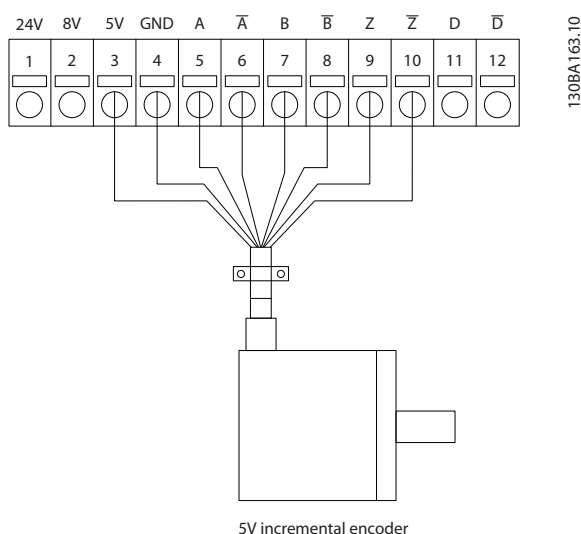 24V 8V 5V GND A A̅ B B̅ Z Z̅ D D̅
1 2 3 4 5 6 7 8 9 10 11 12
130BA163.10
5V incremental encoder